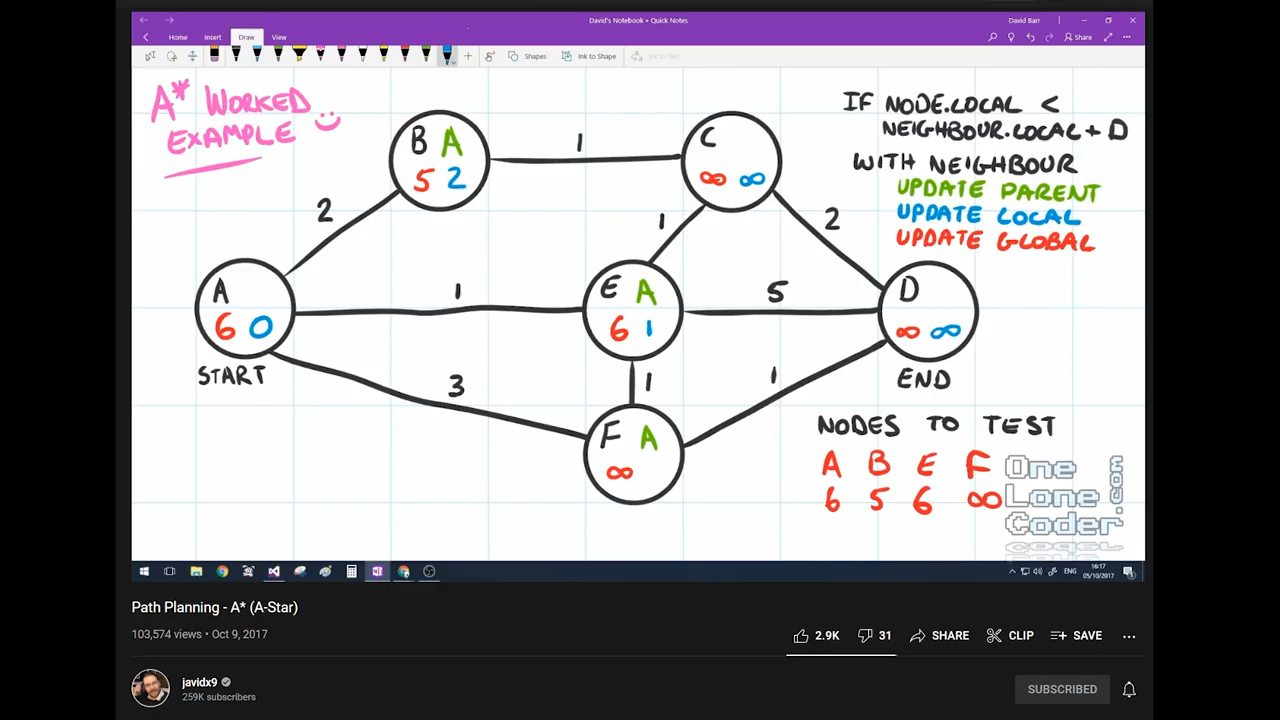 David's Notebook » Quick Notes
David Barr
Home Insert Draw View
Share
Shapes
Ink to Shape
Ink to Text
A* WORKED
EXAMPLE
IF NODE.LOCAL <
NEIGHBOUR.LOCAL + D
WITH NEIGHBOUR
UPDATE PARENT
UPDATE LOCAL
UPDATE GLOBAL
B A
5 2
1
C
∞ ∞
2
1
2
A
6 0
START
1
E A
6 1
5
D
∞ ∞
END
3
1
1
F A
∞
NODES TO TEST
A B E F
6 5 6 ∞
One
Lone
Coder
.com
ENG
16:17
05/10/2017
Path Planning - A* (A-Star)
103,574 views • Oct 9, 2017
2.9K
31
SHARE
CLIP
SAVE
javidx9
259K subscribers
SUBSCRIBED